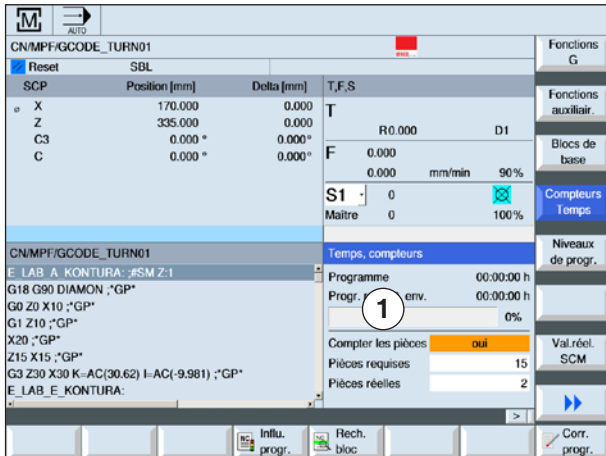 M
AUTO
CN/MPF/GCODE_TURN01
Reset SBL
SCP Position [mm] Delta [mm]
X 170.000 0.000
Z 335.000 0.000
C3 0.000 ° 0.000°
C 0.000 ° 0.000°
T,F,S
T
R0.000 D1
F 0.000
0.000 mm/min 90%
S1 0
Maître 0 100%
CN/MPF/GCODE_TURN01
E_LAB_A_KONTURA: ;#SM Z:1
G18 G90 DIAMON ;*GP*
G0 Z0 X10 ;*GP*
G1 Z10 ;*GP*
X20 ;*GP*
Z15 X15 ;*GP*
G3 Z30 X30 K=AC(30.62) I=AC(-9.981) ;*GP*
E_LAB_E_KONTURA:
Temps, compteurs
Programme 00:00:00 h
Progr. env. 00:00:00 h
1
0%
Compter les pièces oui
Pièces requises 15
Pièces réelles 2
>
Fonctions
G
Fonctions
auxiliair.
Blocs de
base
Compteurs
Temps
Niveaux
de progr.
Val.réel.
SCM
NC
Influ.
progr.
NC
Rech.
bloc
Corr.
progr.